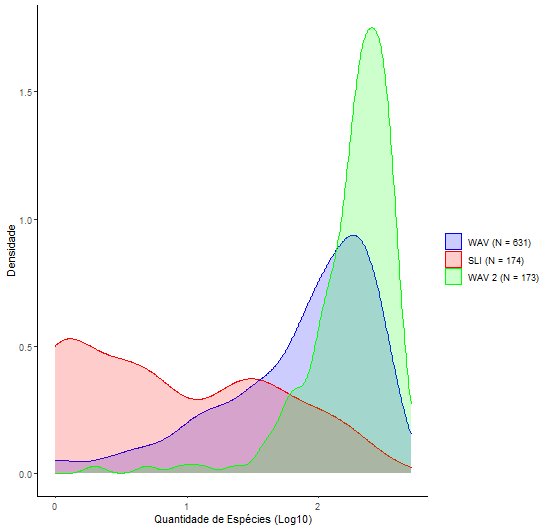 1.5
1.0
0.5
0.0
Densidade
0
1
2
Quantidade de Espécies (Log10)
WAV (N = 631)
SLI (N = 174)
WAV 2 (N = 173)